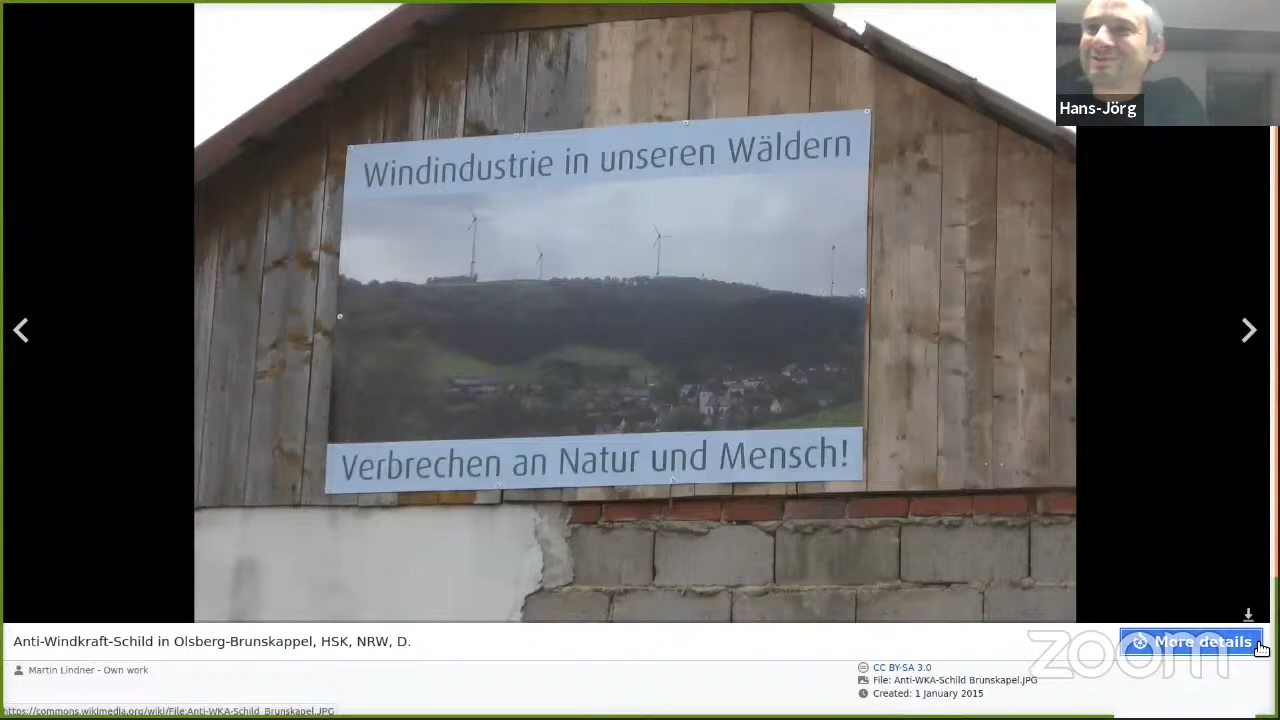 Hans-Jörg
Windindustrie in unseren Wäldern
Verbrechen an Natur und Mensch!
Anti-Windkraft-Schild in Olsberg-Brunskappel, HSK, NRW, D.
More details
zoom
Martin Lindner - Own work
CC BY-SA 3.0
File: Anti-WKA-Schild Brunskapel.JPG
Created: 1 January 2015
https://commons.wikimedia.org/wiki/File:Anti-WKA-Schild_Brunskapel.JPG